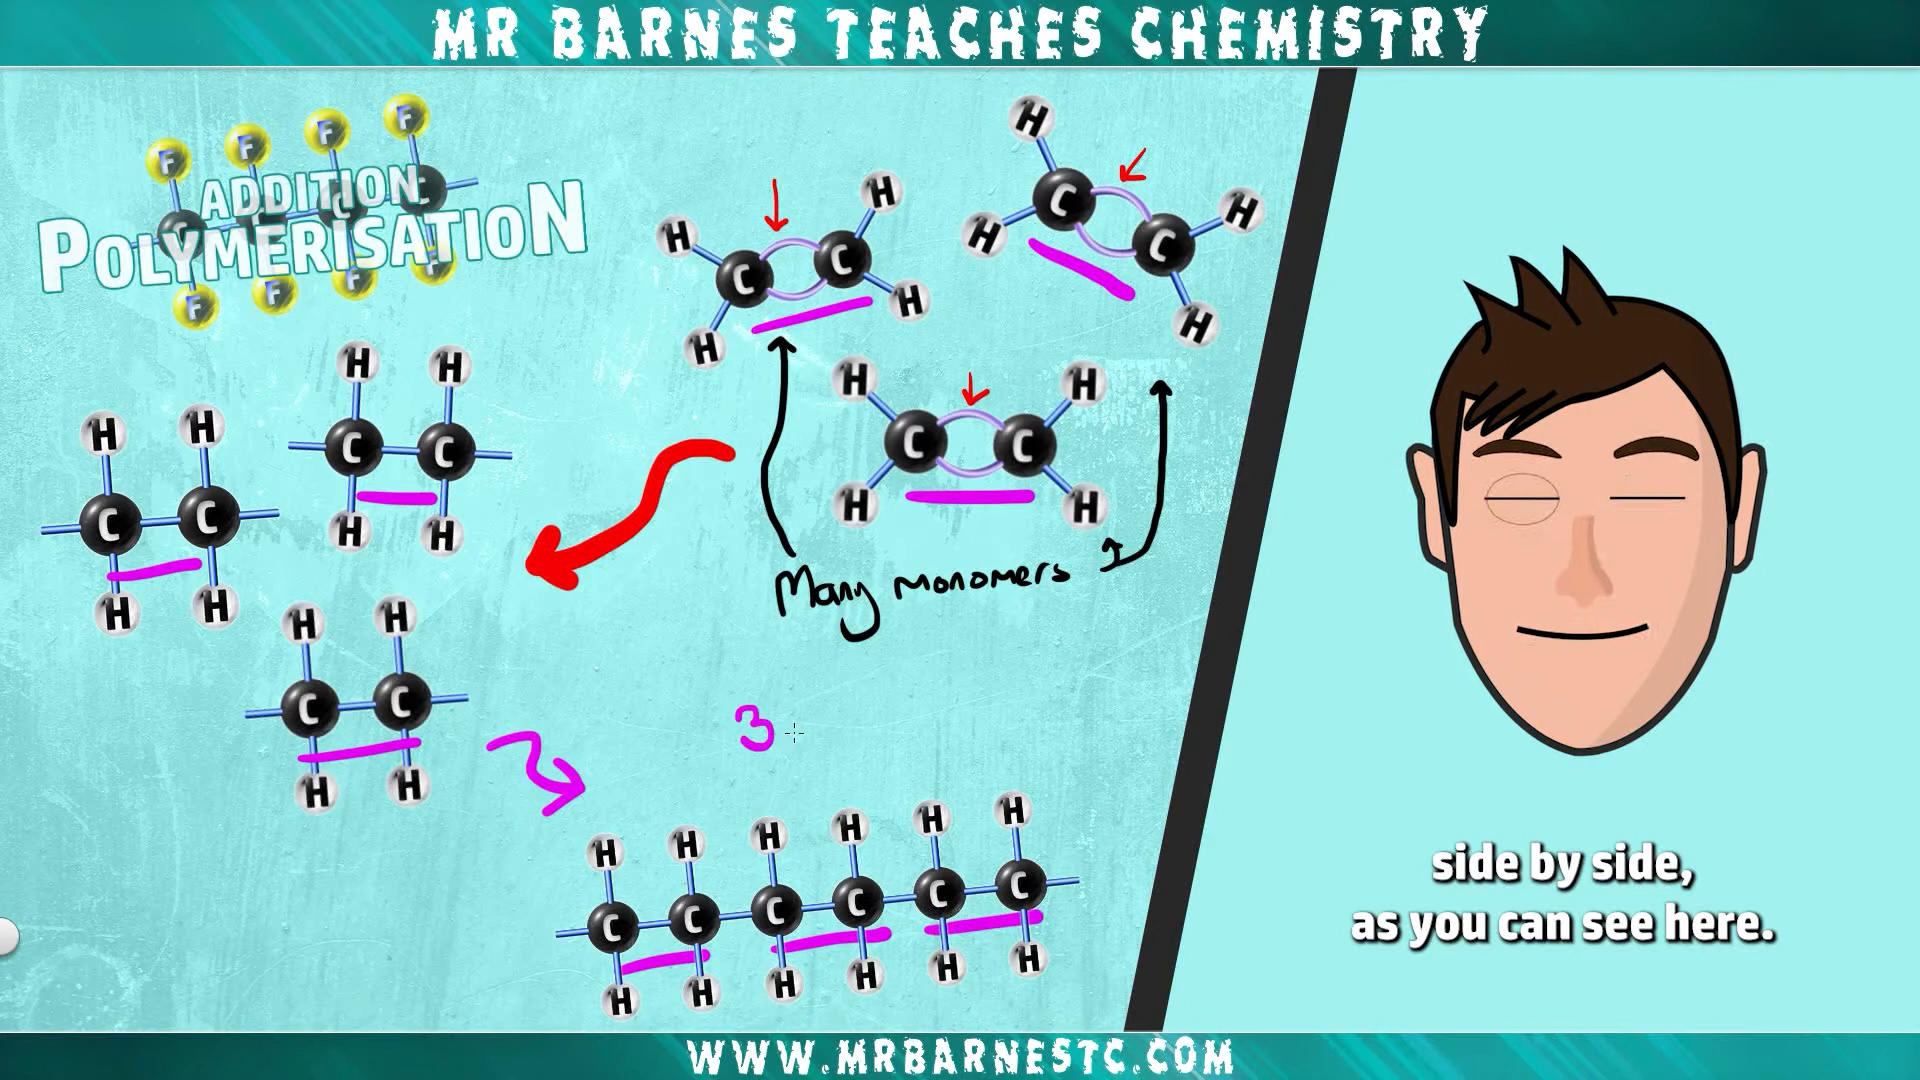 MR BARNES TEACHES CHEMISTRY
F F F F
C C C C
ADDITION
POLYMERISATION
F F F F
H H
C C
H H
H H
C C
H H
H H
C C
H H
Many monomers
H H
C C
H H
H H
C C
H H
H H
C C
H H
3
H H H H H H
C C C C C C
H H H H H H
side by side,
as you can see here.
WWW.MRBARNESTC.COM